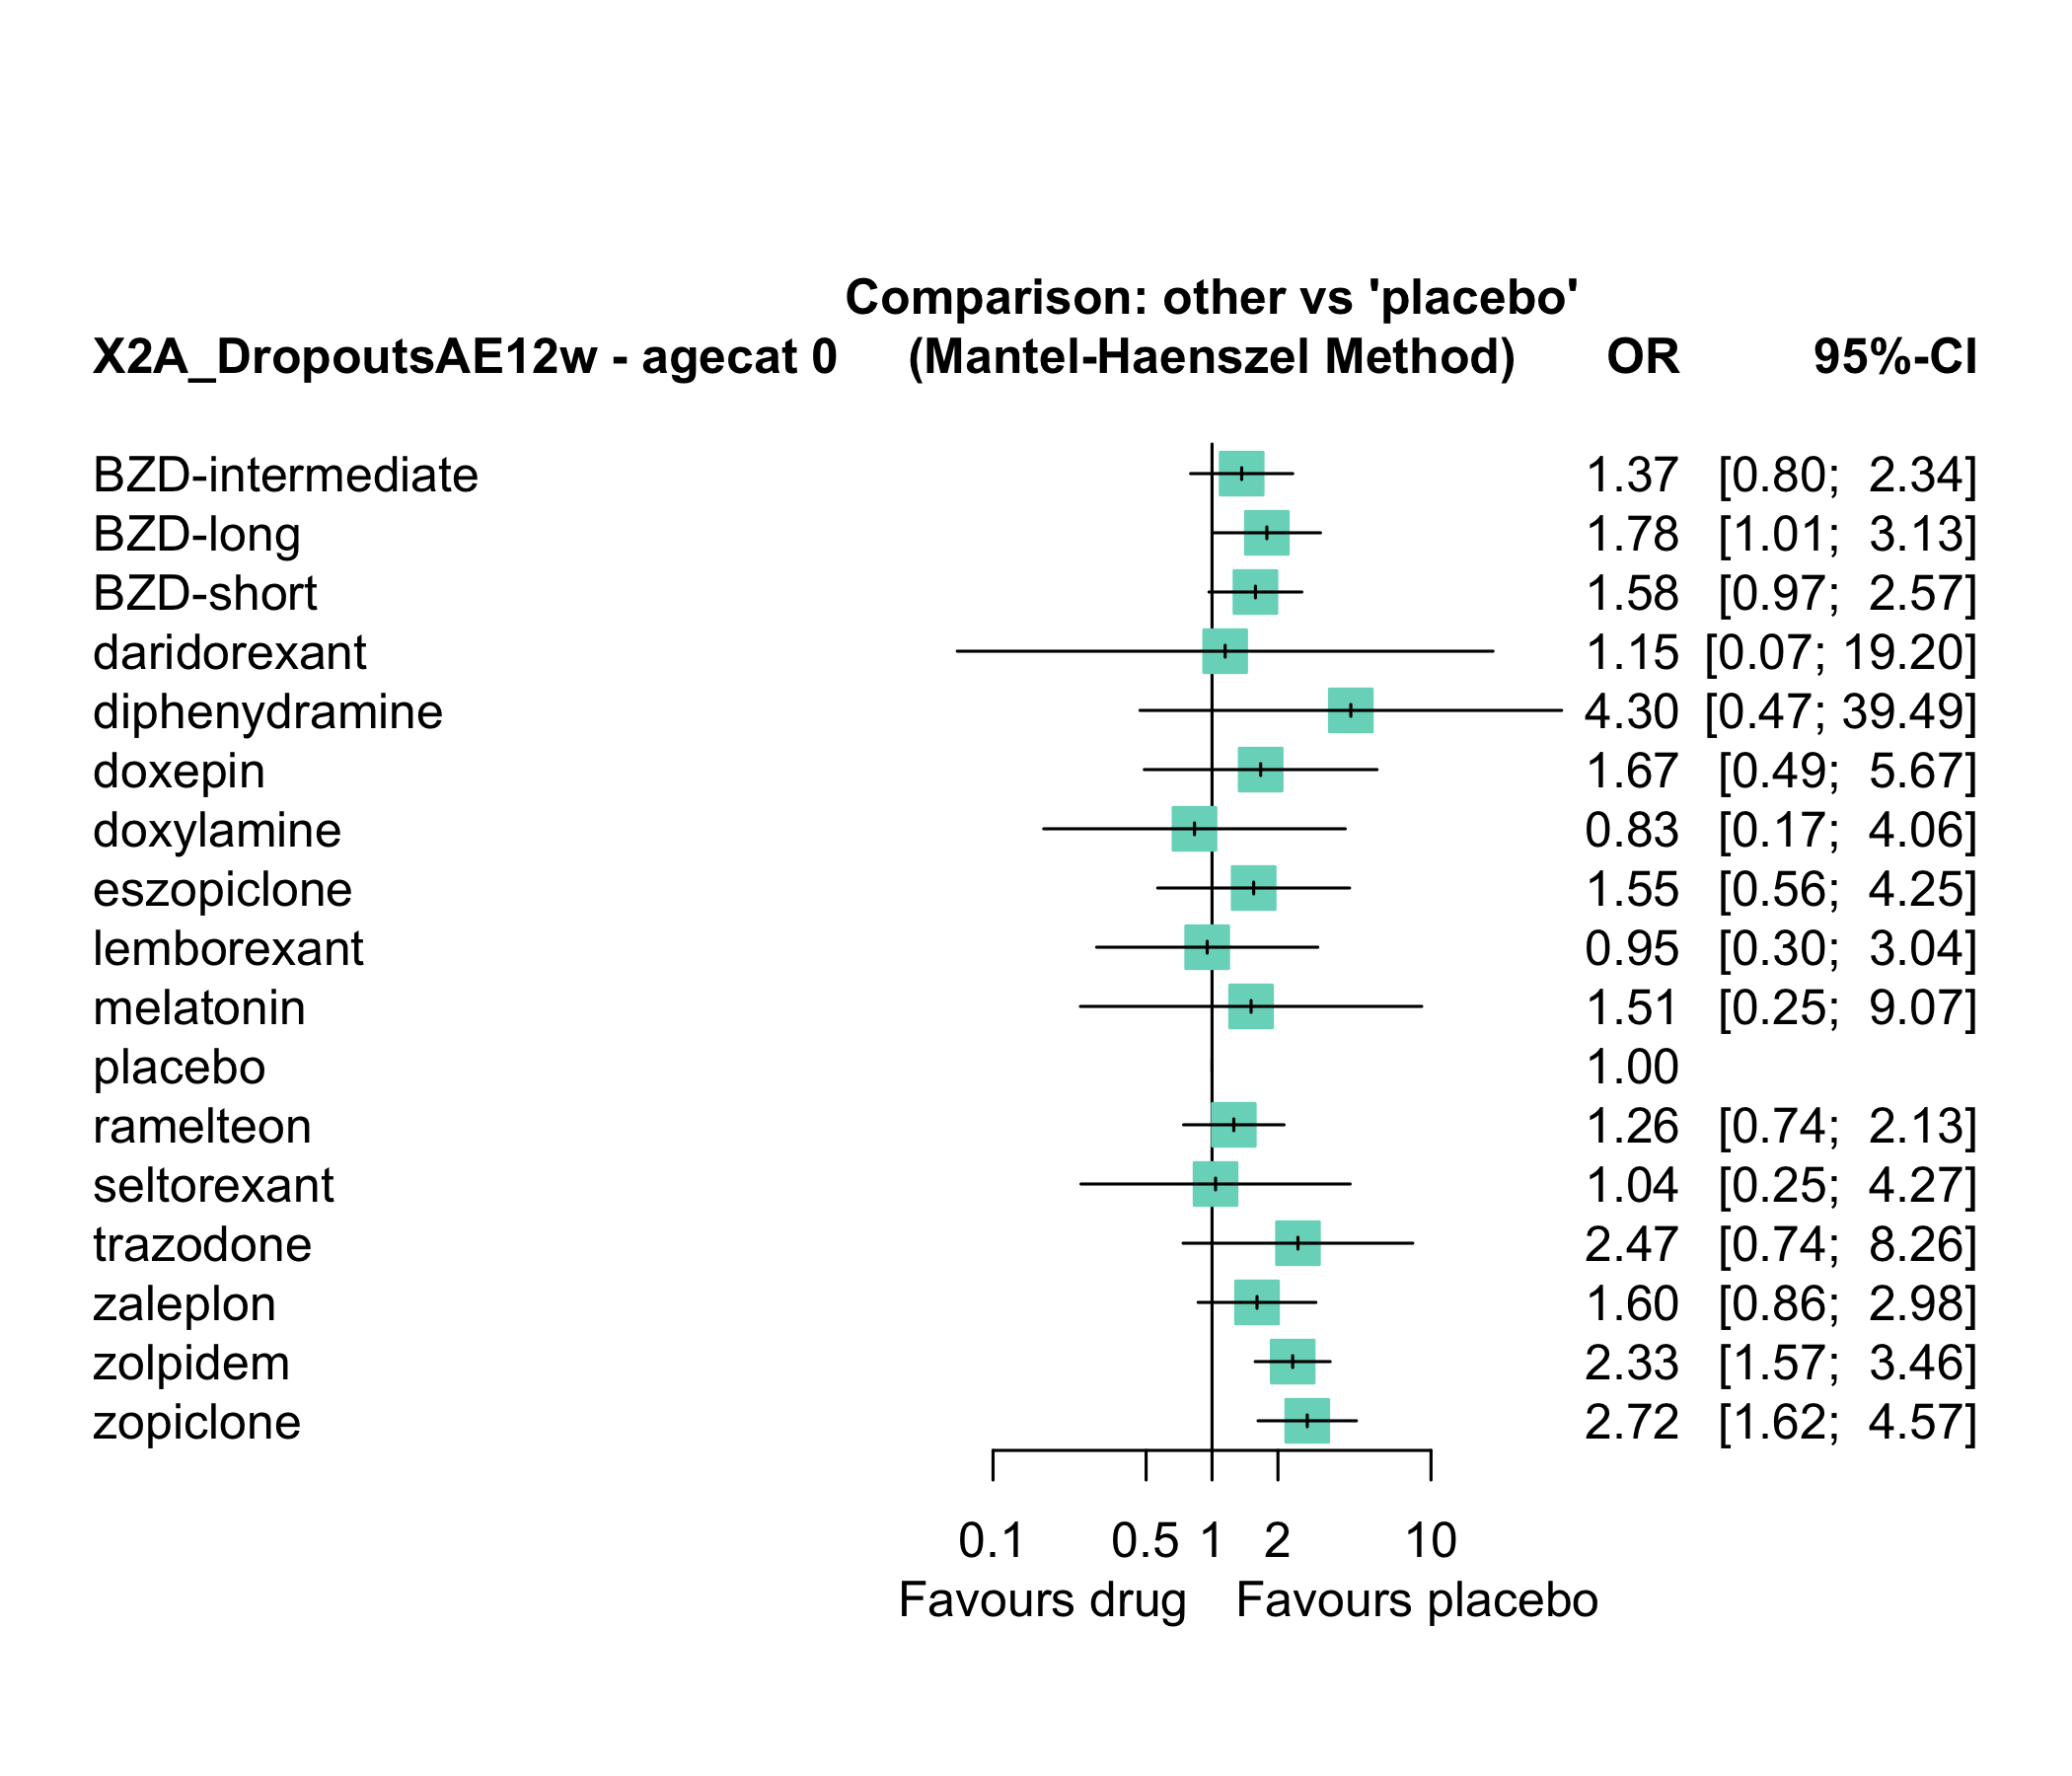 Comparison: other vs 'placebo'
X2A_DropoutsAE12w - agecat 0 (Mantel-Haenszel Method) OR 95%-CI
BZD-intermediate 1.37 [0.80; 2.34]
BZD-long 1.78 [1.01; 3.13]
BZD-short 1.58 [0.97; 2.57]
daridorexant 1.15 [0.07; 19.20]
diphenydramine 4.30 [0.47; 39.49]
doxepin 1.67 [0.49; 5.67]
doxylamine 0.83 [0.17; 4.06]
eszopiclone 1.55 [0.56; 4.25]
lemborexant 0.95 [0.30; 3.04]
melatonin 1.51 [0.25; 9.07]
placebo 1.00
ramelteon 1.26 [0.74; 2.13]
seltorexant 1.04 [0.25; 4.27]
trazodone 2.47 [0.74; 8.26]
zaleplon 1.60 [0.86; 2.98]
zolpidem 2.33 [1.57; 3.46]
zopiclone 2.72 [1.62; 4.57]
0.1 0.5 1 2 10
Favours drug Favours placebo